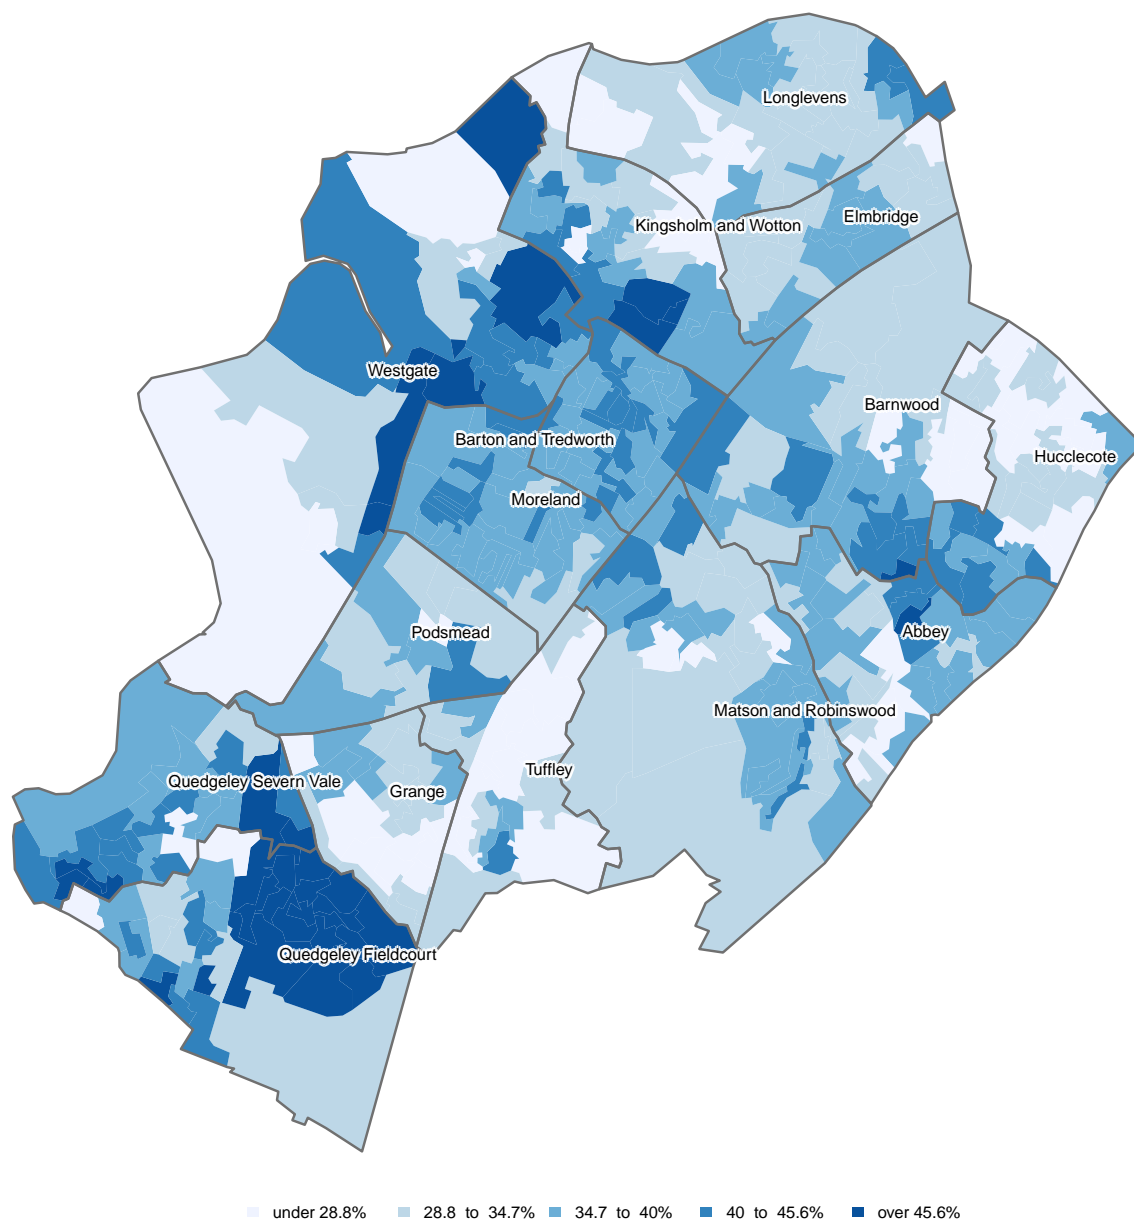 Longlevens
Elmbridge
Kingsholm and Wotton
Westgate
Barnwood
Barton and Tredworth
Hucclecote
Moreland
Podsmead
Abbey
Matson and Robinswood
Tuffley
Quedgeley Severn Vale
Grange
Quedgeley Fieldcourt
under 28.8% 28.8 to 34.7% 34.7 to 40% 40 to 45.6% over 45.6%